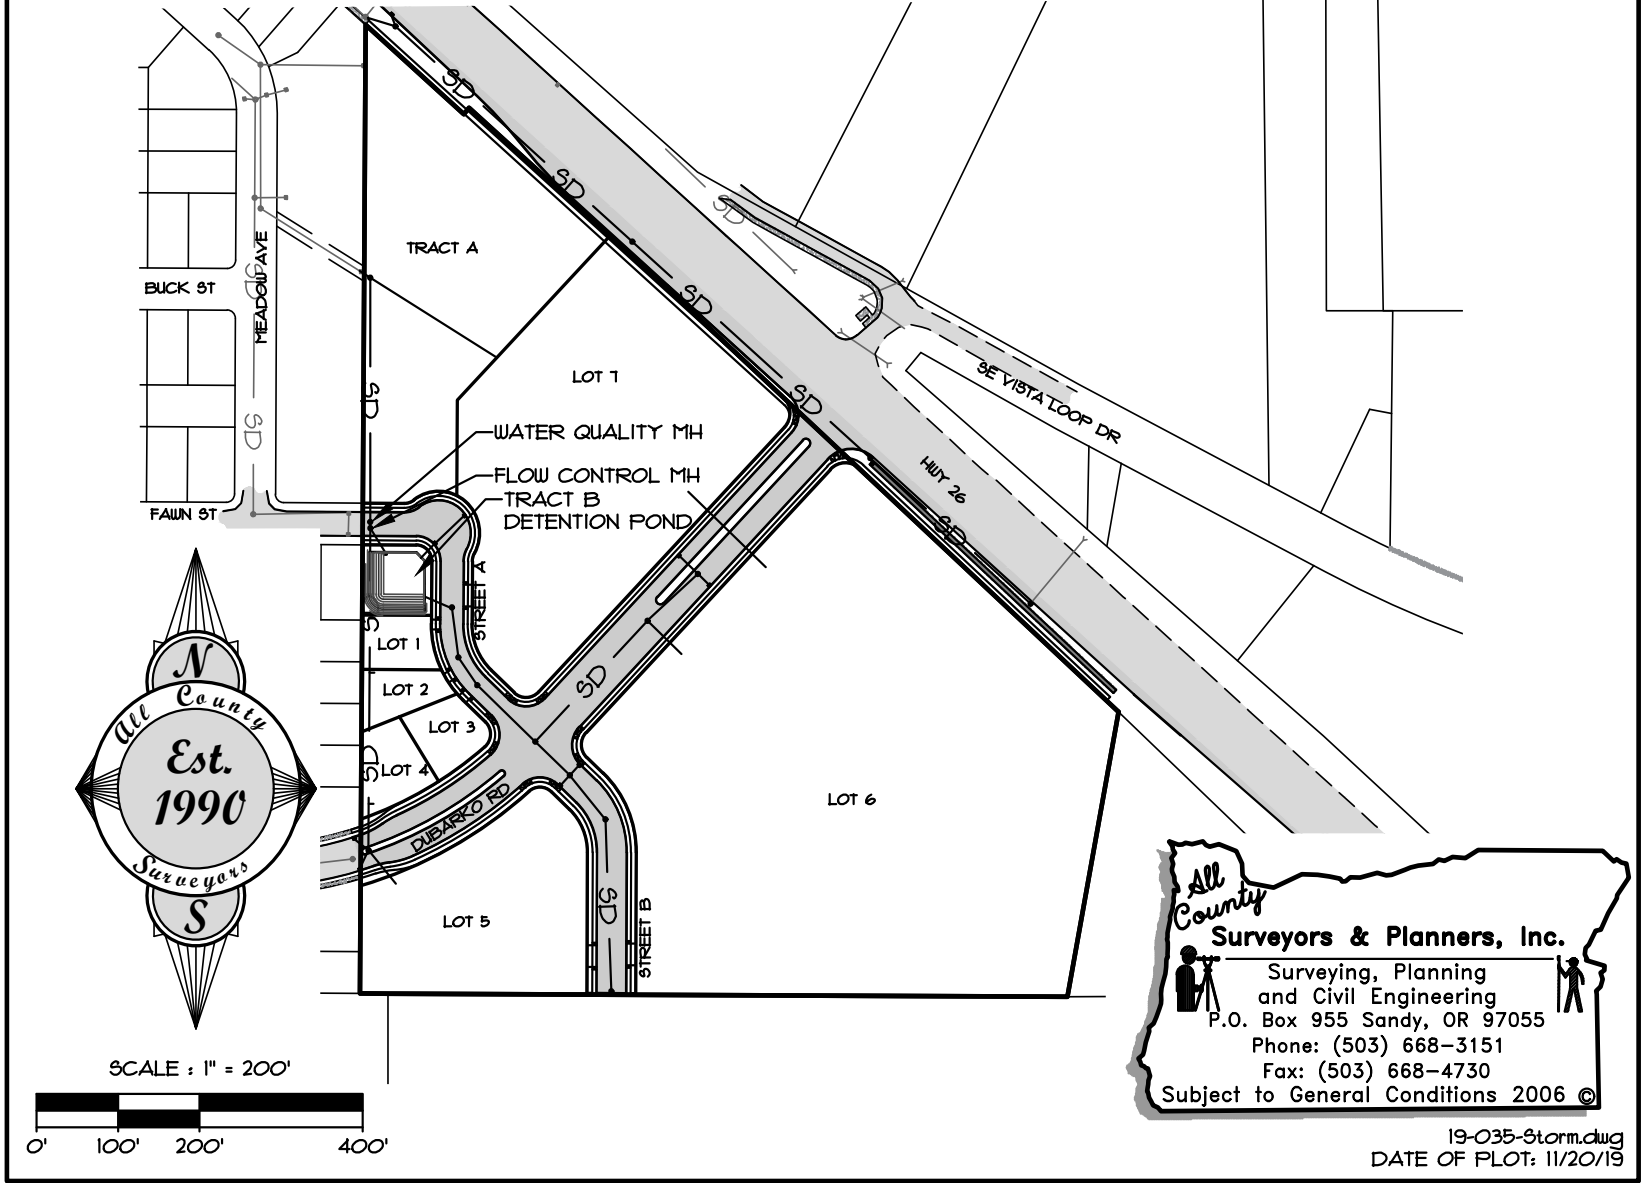 SD
SD
SD
TRACT A
BUCK ST
MEADOW AVE
SD
SD
LOT 7
SE VISTA LOOP DR
SD
SD
SD
WATER QUALITY MH
HWY 26
FLOW CONTROL MH
TRACT B
DETENTION POND
FAWN ST
SD
STREET A
S
LOT 1
LOT 2
SD
LOT 3
SD
LOT 4
LOT 6
DUBARKO RD
LOT 5
SD
STREET B
N
All County
Est.
1990
Surveyors
S
SCALE : 1" = 200'
0' 100' 200' 400'
All
County
Surveyors & Planners, Inc.
Surveying, Planning
and Civil Engineering
P.O. Box 955 Sandy, OR 97055
Phone: (503) 668-3151
Fax: (503) 668-4730
Subject to General Conditions 2006 ©
19-035-Storm.dwg
DATE OF PLOT: 11/20/19